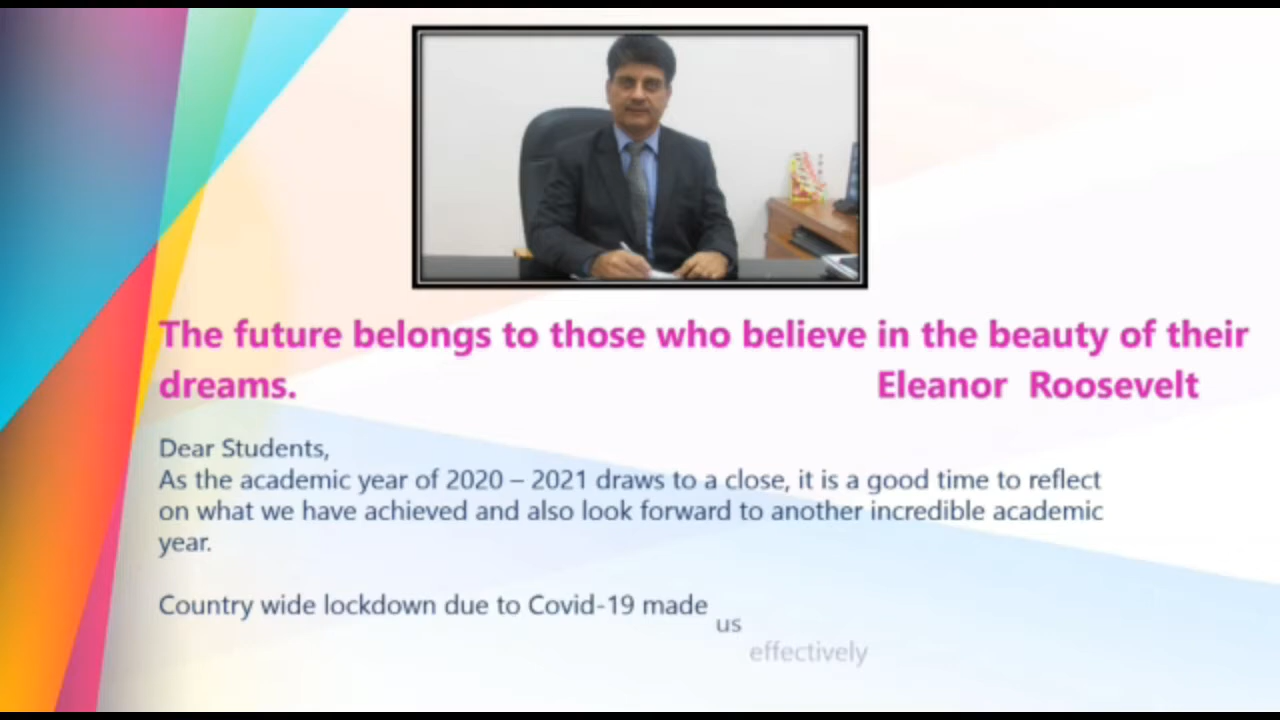 The future belongs to those who believe in the beauty of their
dreams. Eleanor Roosevelt
Dear Students,
As the academic year of 2020 – 2021 draws to a close, it is a good time to reflect
on what we have achieved and also look forward to another incredible academic
year.
Country wide lockdown due to Covid-19 made
us
effectively